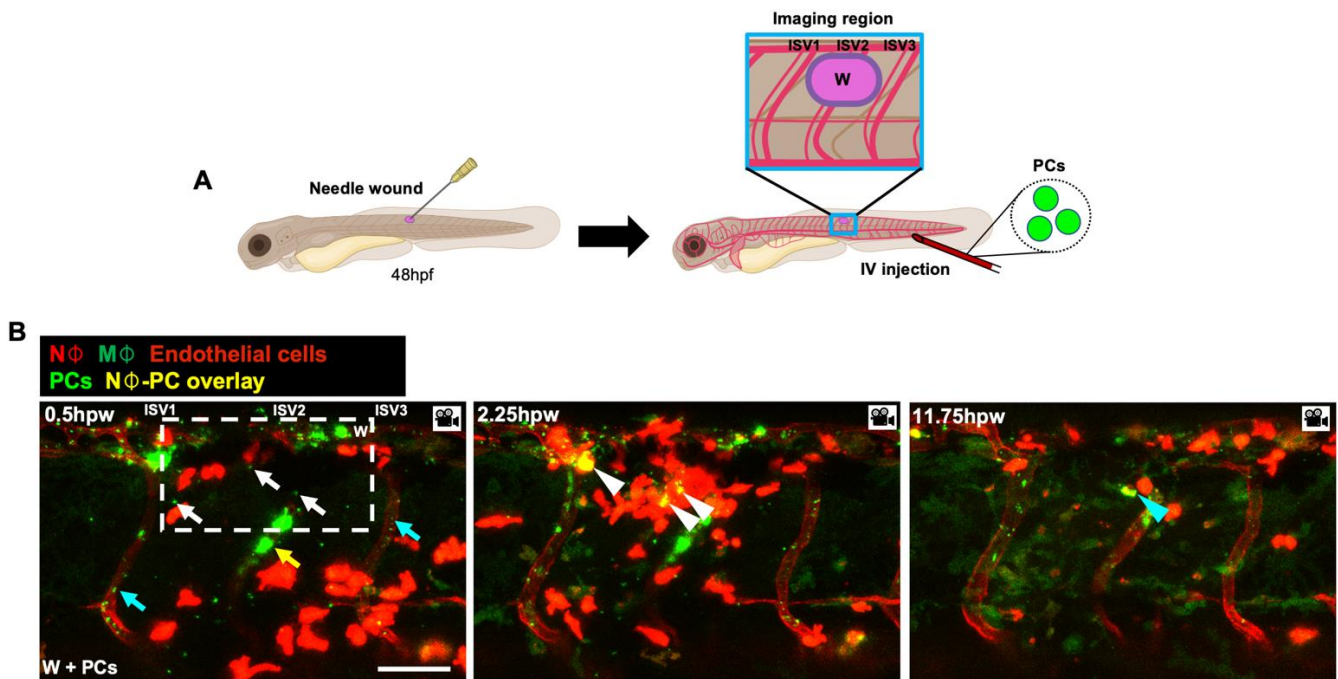 Imaging region
ISV1 ISV2 ISV3
W
A
Needle wound
PCs
48hpf
IV injection
B
NΦ MΦ Endothelial cells
PCs NΦ-PC overlay
0.5hpw
ISV1
ISV2
ISV3
W
W + PCs
2.25hpw
11.75hpw